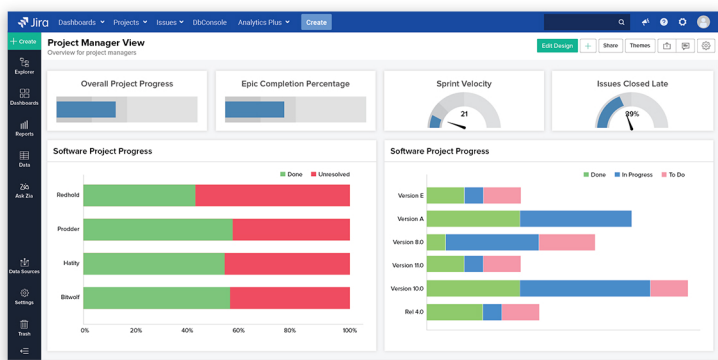 Jira Dashboards Projects Issues DbConsole Analytics Plus Create
+ Create
Project Manager View
Overview for project managers
Edit Design + Share Themes
Explorer
Dashboards
Reports
Data
Zia
Ask Zia
Data Sources
Settings
Trash
Overall Project Progress
Epic Completion Percentage
Sprint Velocity
21
Issues Closed Late
39%
Software Project Progress
Done Unresolved
Redhold
Prodder
Hatity
Bitwolf
0% 20% 40% 60% 80% 100%
Software Project Progress
Done In Progress To Do
Version E
Version A
Version 8.0
Version 11.0
Version 10.0
Rel 4.0